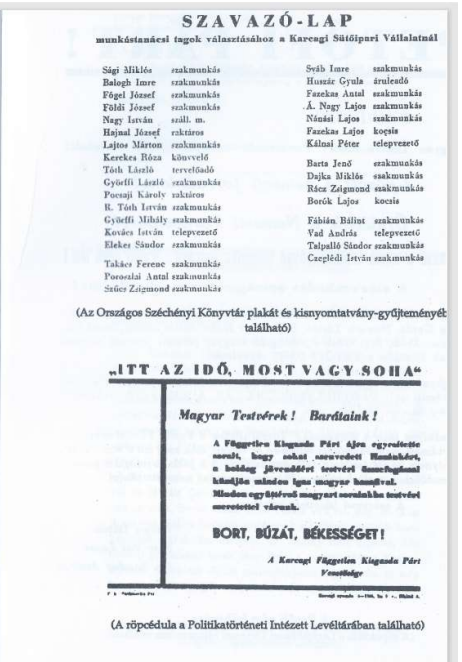 SZAVAZÓ-LAP
munkástanácsi tagok választásához a Karcagi Sütőipari Vállalatnál
Sági Miklós szakmunkás
Balogh Imre szakmunkás
Fögel József szakmunkás
Földi József szakmunkás
Nagy István száll. m.
Hajnal József raktáros
Lajtos Márton szakmunkás
Kerekes Róza könyvelő
Tóth László tervelőadó
Györffi László szakmunkás
Pocsaji Károly raktáros
R. Tóth István szakmunkás
Györffi Mihály szakmunkás
Kovács István telepvezető
Elekes Sándor szakmunkás
Takács Ferenc szakmunkás
Poroszlai Antal szakmunkás
Szűcs Zsigmond szakmunkás
Sváb Imre szakmunkás
Huszár Gyula áruleadó
Fazekas Antal szakmunkás
Á. Nagy Lajos szakmunkás
Nánási Lajos szakmunkás
Fazekas Lajos kocsis
Kálnai Péter telepvezető
Barta Jenő szakmunkás
Dajka Miklós szakmunkás
Rácz Zsigmond szakmunkás
Borók Lajos kocsis
Fábián Bálint szakmunkás
Vad András telepvezető
Talpalló Sándor szakmunkás
Czeglédi István szakmunkás
(Az Országos Széchényi Könyvtár plakát és kisnyomtatvány-gyűjteményéb
található)
„ITT AZ IDŐ, MOST VAGY SOHA“
Magyar Testvérek! Barátaink!
A Független Kisgazda Párt újra egyesítette
sorait, hogy sokat szenvedett Hazánkért,
a boldog jövendőért testvéri összefogással
küzdjön minden igaz magyar hazafival.
Minden együttérző magyart sorainkba testvéri
szeretettel várunk.
BORT, BÚZÁT, BÉKESSÉGET!
A Karcagi Független Kisgazda Párt
Vezetősége
(A röpcédula a Politikatörténeti Intézett Levéltárában található)